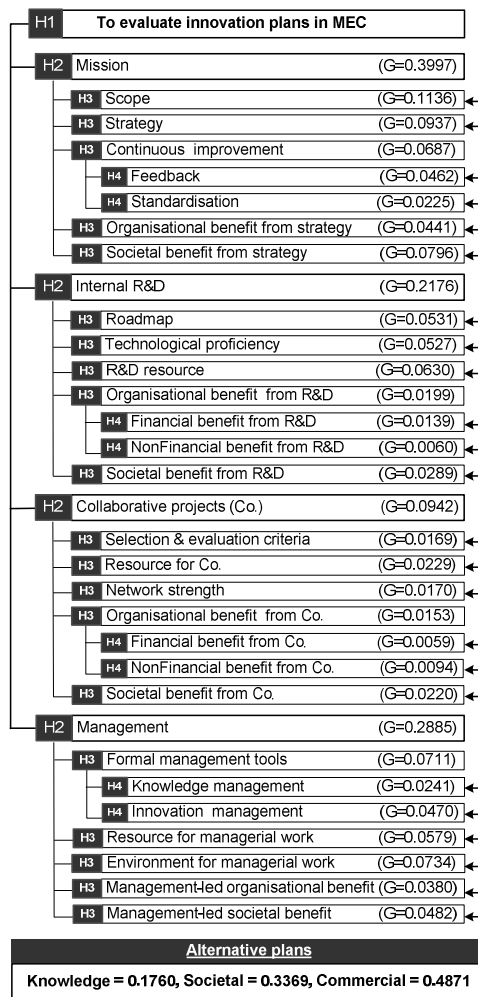 H1 To evaluate innovation plans in MEC
H2 Mission (G=0.3997)
H3 Scope (G=0.1136)
H3 Strategy (G=0.0937)
H3 Continuous improvement (G=0.0687)
H4 Feedback (G=0.0462)
H4 Standardisation (G=0.0225)
H3 Organisational benefit from strategy (G=0.0441)
H3 Societal benefit from strategy (G=0.0796)
H2 Internal R&D (G=0.2176)
H3 Roadmap (G=0.0531)
H3 Technological proficiency (G=0.0527)
H3 R&D resource (G=0.0630)
H3 Organisational benefit from R&D (G=0.0199)
H4 Financial benefit from R&D (G=0.0139)
H4 NonFinancial benefit from R&D (G=0.0060)
H3 Societal benefit from R&D (G=0.0289)
H2 Collaborative projects (Co.) (G=0.0942)
H3 Selection & evaluation criteria (G=0.0169)
H3 Resource for Co. (G=0.0229)
H3 Network strength (G=0.0170)
H3 Organisational benefit from Co. (G=0.0153)
H4 Financial benefit from Co. (G=0.0059)
H4 NonFinancial benefit from Co. (G=0.0094)
H3 Societal benefit from Co. (G=0.0220)
H2 Management (G=0.2885)
H3 Formal management tools (G=0.0711)
H4 Knowledge management (G=0.0241)
H4 Innovation management (G=0.0470)
H3 Resource for managerial work (G=0.0579)
H3 Environment for managerial work (G=0.0734)
H3 Management-led organisational benefit (G=0.0380)
H3 Management-led societal benefit (G=0.0482)
Alternative plans
Knowledge = 0.1760, Societal = 0.3369, Commercial = 0.4871